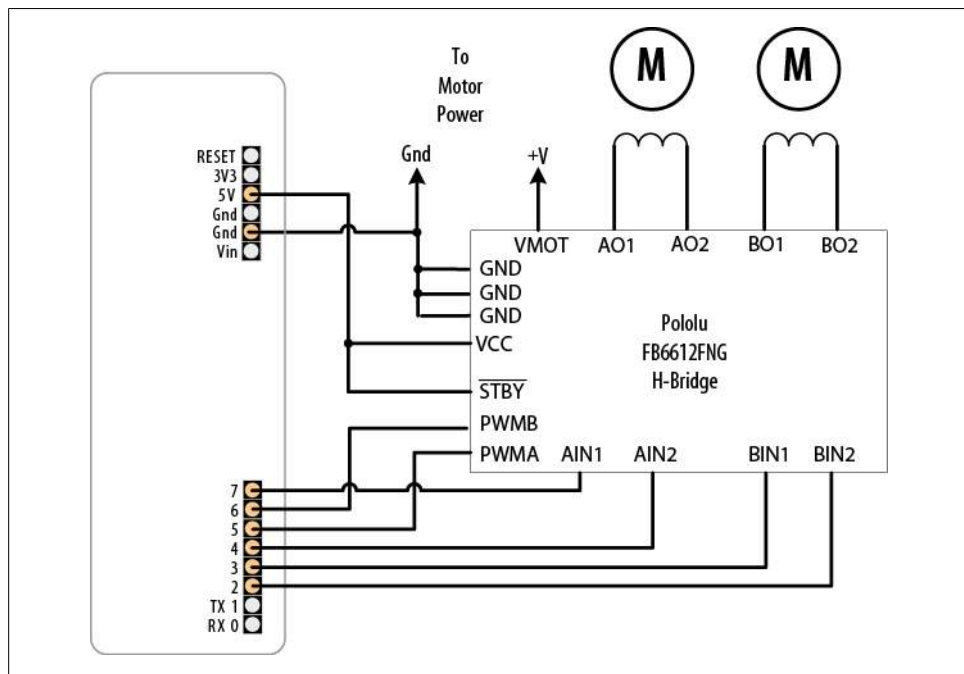 To
Motor
Power
M
M
Gnd
+V
RESET
3V3
5V
Gnd
Gnd
Vin
VMOT
AO1
AO2
BO1
BO2
GND
GND
GND
VCC
STBY
PWMB
PWMA
Pololu
FB6612FNG
H-Bridge
AIN1
AIN2
BIN1
BIN2
7
6
5
4
3
2
TX 1
RX 0